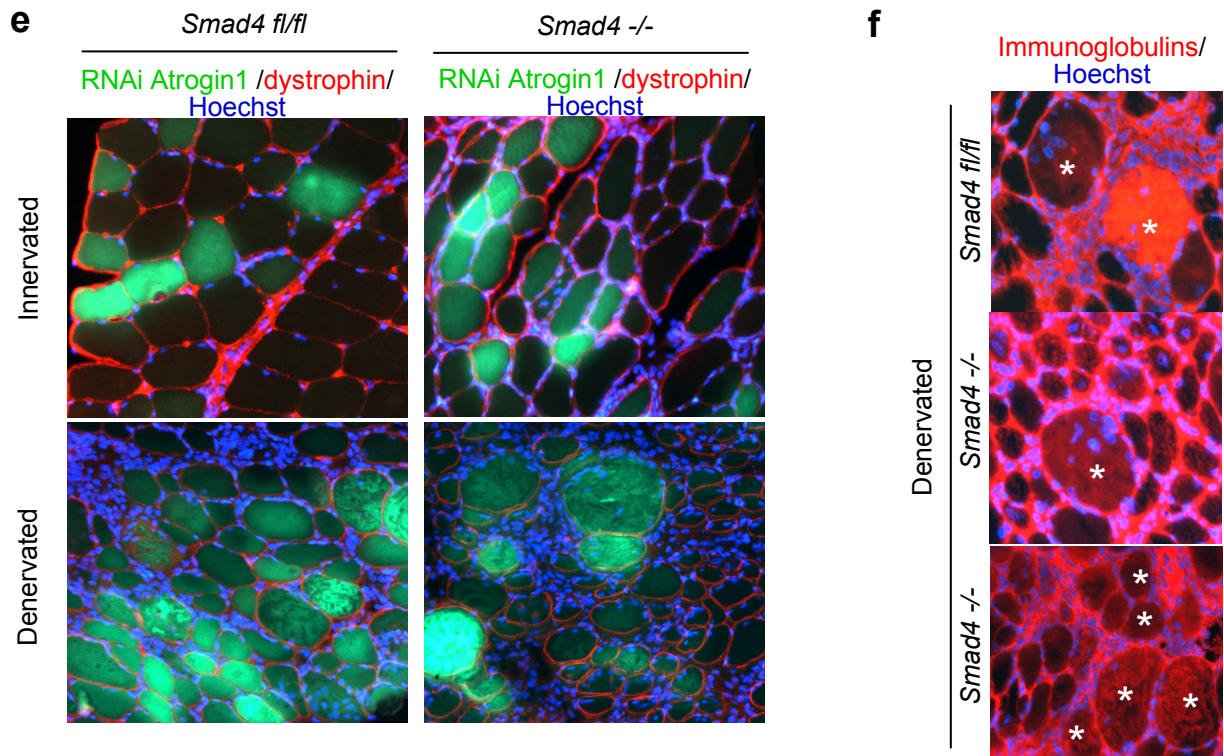 e
Smad4 fl/fl
Smad4 -/-
RNAi Atrogin1 /dystrophin/
Hoechst
RNAi Atrogin1 /dystrophin/
Hoechst
Innervated
Denervated
f
Immunoglobulins/
Hoechst
Denervated
Smad4 fl/fl
*
*
Smad4 -/-
*
Smad4 -/-
*
*
*
*
*